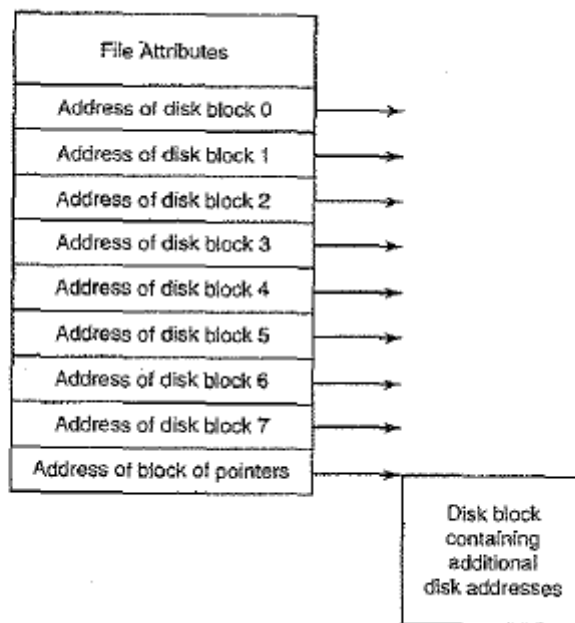 File Attributes
Address of disk block 0
Address of disk block 1
Address of disk block 2
Address of disk block 3
Address of disk block 4
Address of disk block 5
Address of disk block 6
Address of disk block 7
Address of block of pointers
Disk block
containing
additional
disk addresses